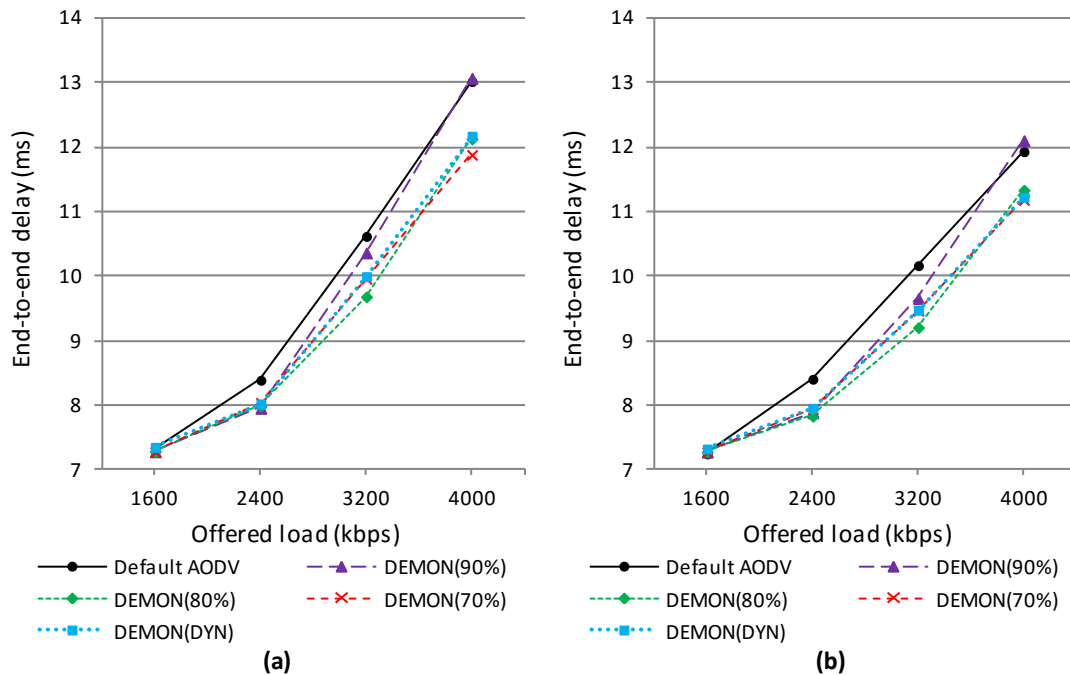 14
13
12
11
10
9
8
7
End-to-end delay (ms)
1600 2400 3200 4000
Offered load (kbps)
Default AODV DEMON(90%)
DEMON(80%) DEMON(70%)
DEMON(DYN)
(a)
14
13
12
11
10
9
8
7
End-to-end delay (ms)
1600 2400 3200 4000
Offered load (kbps)
Default AODV DEMON(90%)
DEMON(80%) DEMON(70%)
DEMON(DYN)
(b)